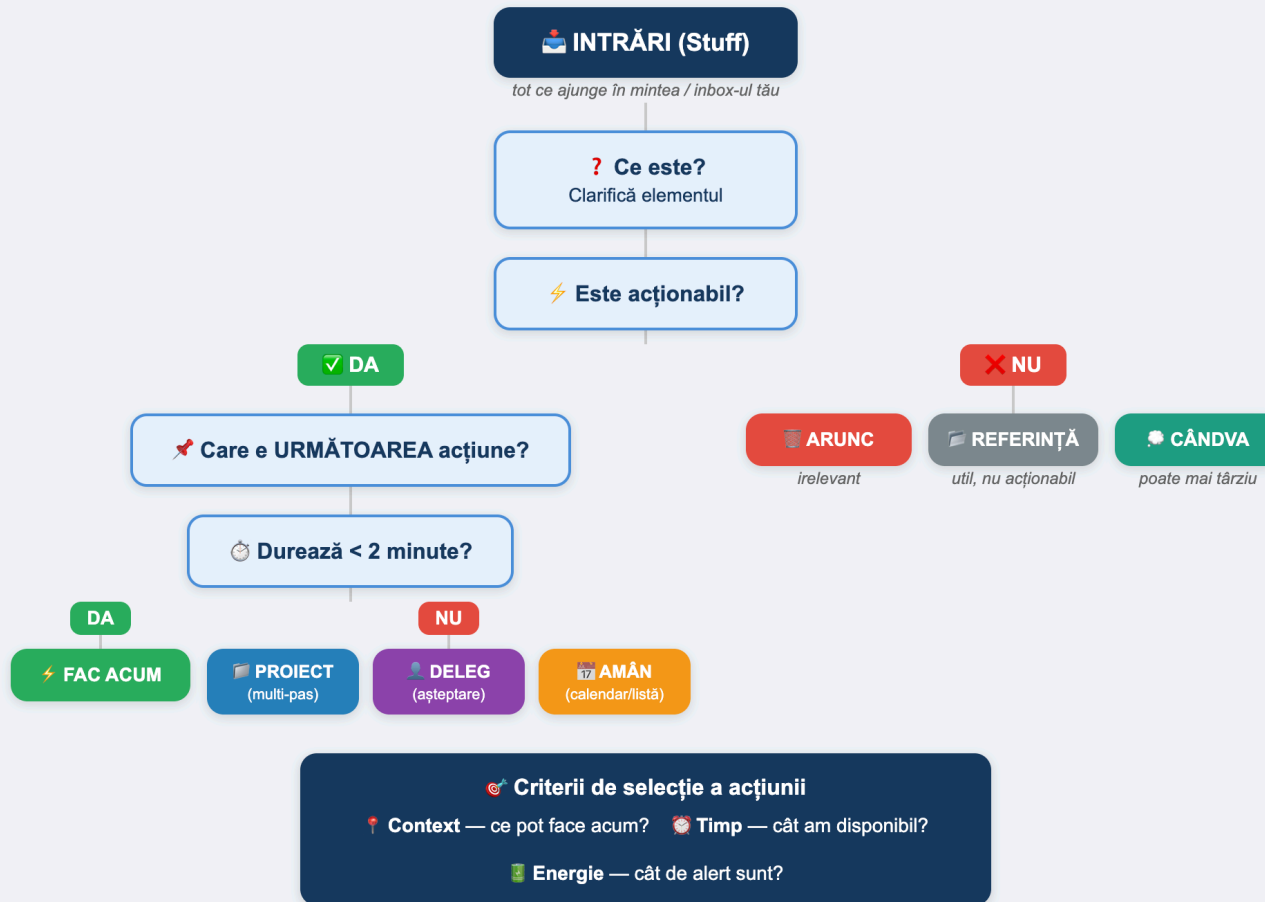 INTRĂRI (Stuff)
tot ce ajunge în mintea / inbox-ul tău
❓ Ce este?
Clarifică elementul
⚡ Este acționabil?
✅ DA
❌ NU
📌 Care e URMĂTOAREA acțiune?
🗑️ ARUNC
irelevant
REFERINȚĂ
util, nu acționabil
CÂNDVA
poate mai târziu
⏱️ Durează < 2 minute?
DA
NU
⚡ FAC ACUM
PROIECT
(multi-pas)
DELEG
(așteptare)
17 AMÂN
(calendar/listă)
🎯 Criterii de selecție a acțiunii
📍 Context — ce pot face acum? ⏰ Timp — cât am disponibil?
🔋 Energie — cât de alert sunt?